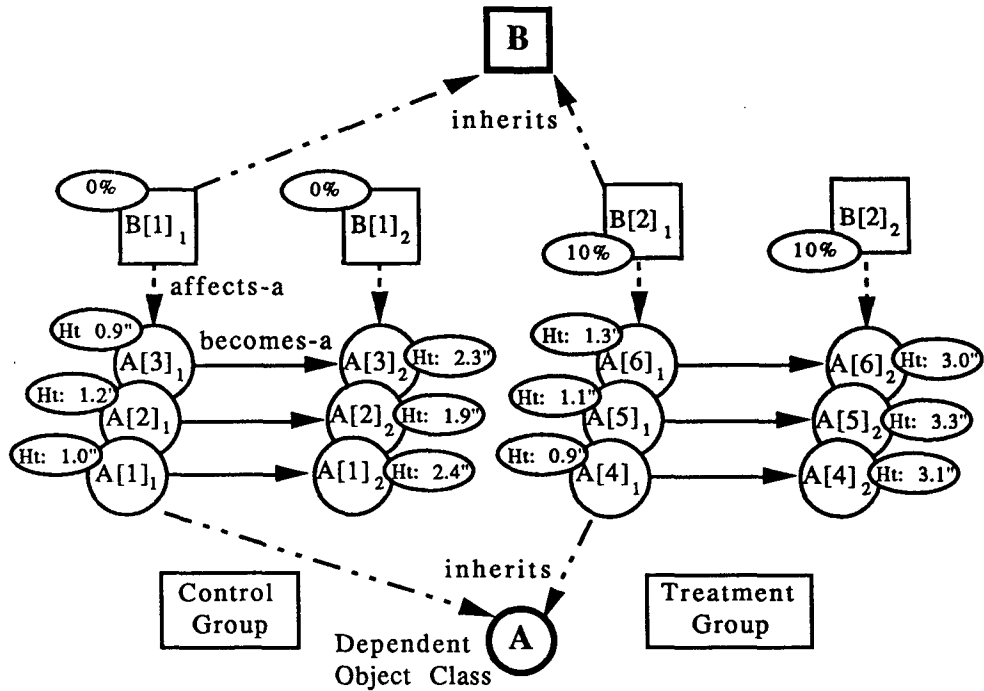 B
inherits
0%
B[1]1
0%
B[1]2
B[2]1
10%
B[2]2
10%
affects-a
Ht 0.9"
becomes-a
A[3]1
A[3]2
Ht: 2.3"
Ht: 1.3"
A[6]1
A[6]2
Ht: 3.0"
Ht: 1.2"
A[2]1
A[2]2
Ht: 1.9"
Ht: 1.1"
A[5]1
A[5]2
Ht: 3.3"
Ht: 1.0"
A[1]1
A[1]2
Ht: 2.4"
Ht: 0.9"
A[4]1
A[4]2
Ht: 3.1"
inherits
Control
Group
Treatment
Group
A
Dependent
Object Class